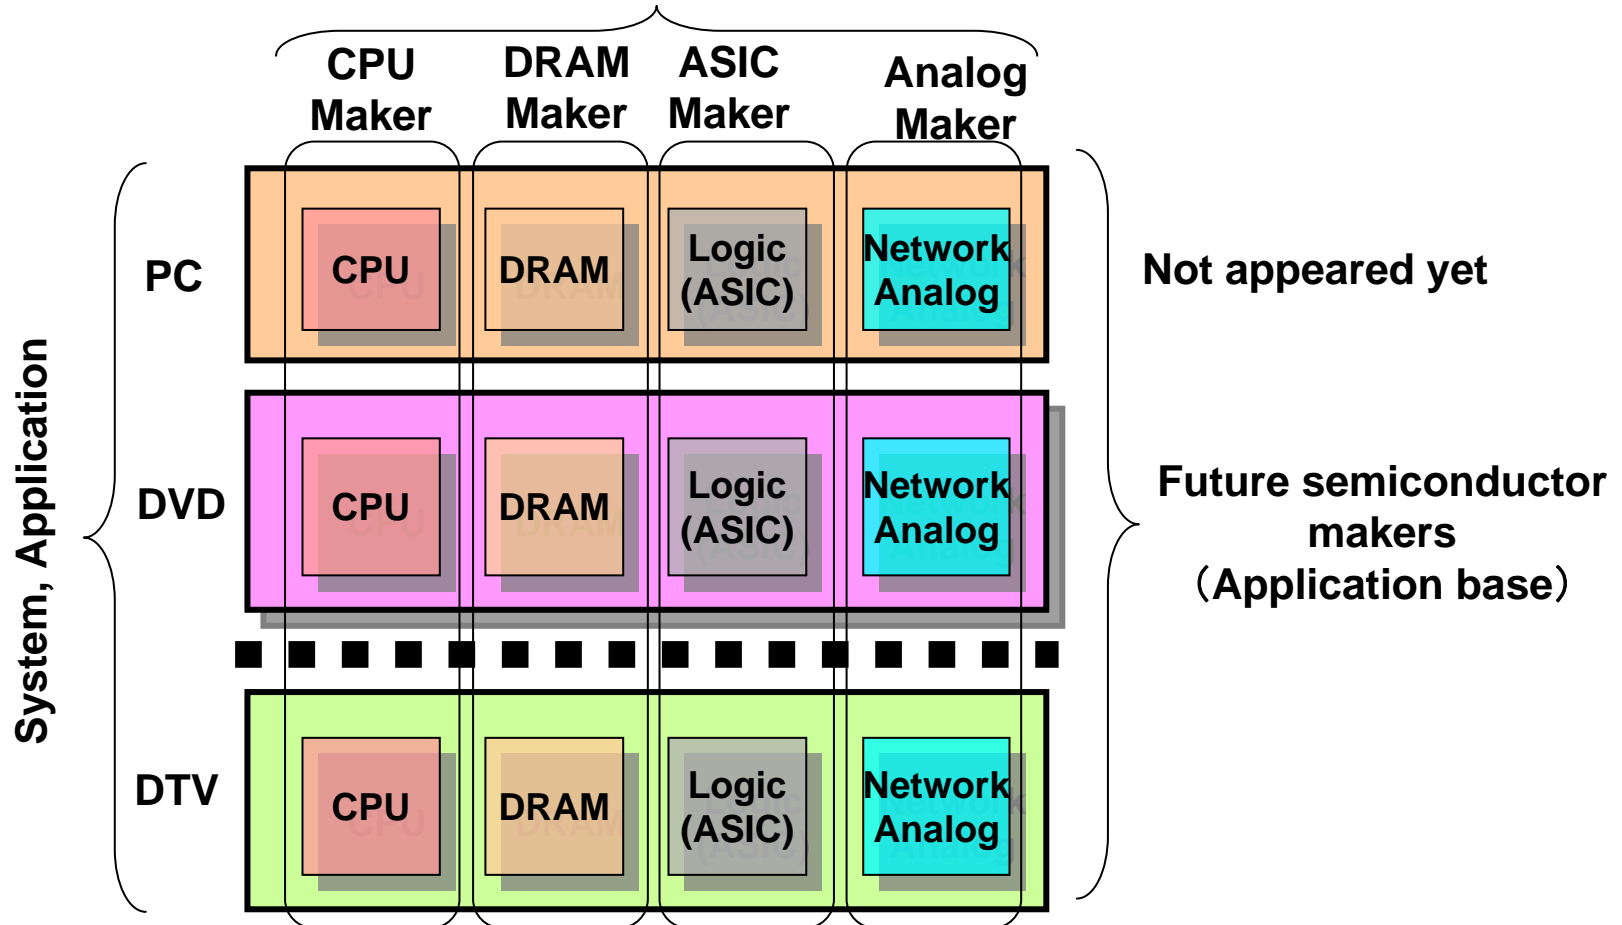 CPU
Maker
DRAM
Maker
ASIC
Maker
Analog
Maker
System, Application
PC
CPU
DRAM
Logic
(ASIC)
Network
Analog
Not appeared yet
DVD
CPU
DRAM
Logic
(ASIC)
Network
Analog
Future semiconductor
makers
（Application base）
DTV
CPU
DRAM
Logic
(ASIC)
Network
Analog